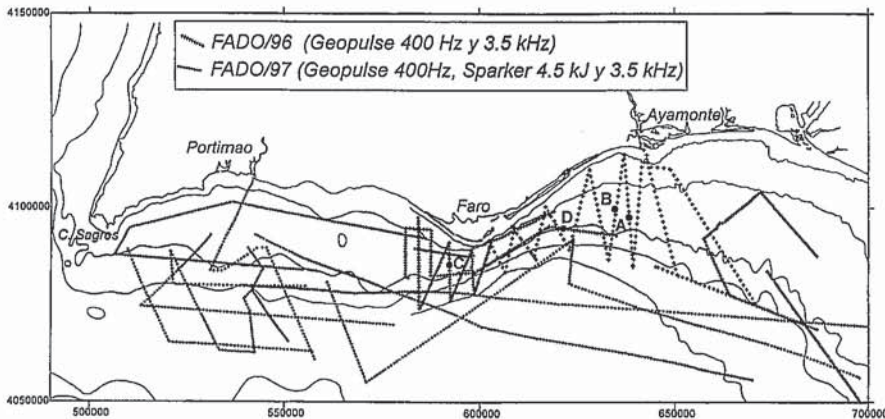 4150000
FADO/96 (Geopulse 400 Hz y 3.5 kHz)
FADO/97 (Geopulse 400Hz, Sparker 4.5 kJ y 3.5 kHz)
Ayamonte
Portimao
4100000
Faro
B
D
A
C. Sagres
C
4050000
500000 550000 600000 650000 700000